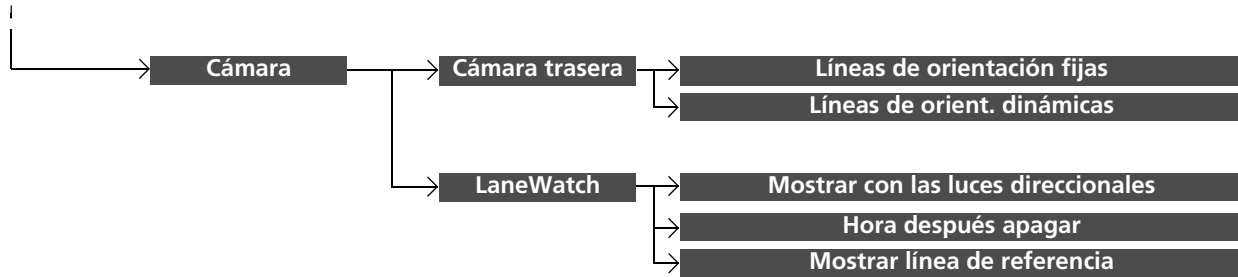 Cámara
Cámara trasera
Líneas de orientación fijas
Líneas de orient. dinámicas
LaneWatch
Mostrar con las luces direccionales
Hora después apagar
Mostrar línea de referencia